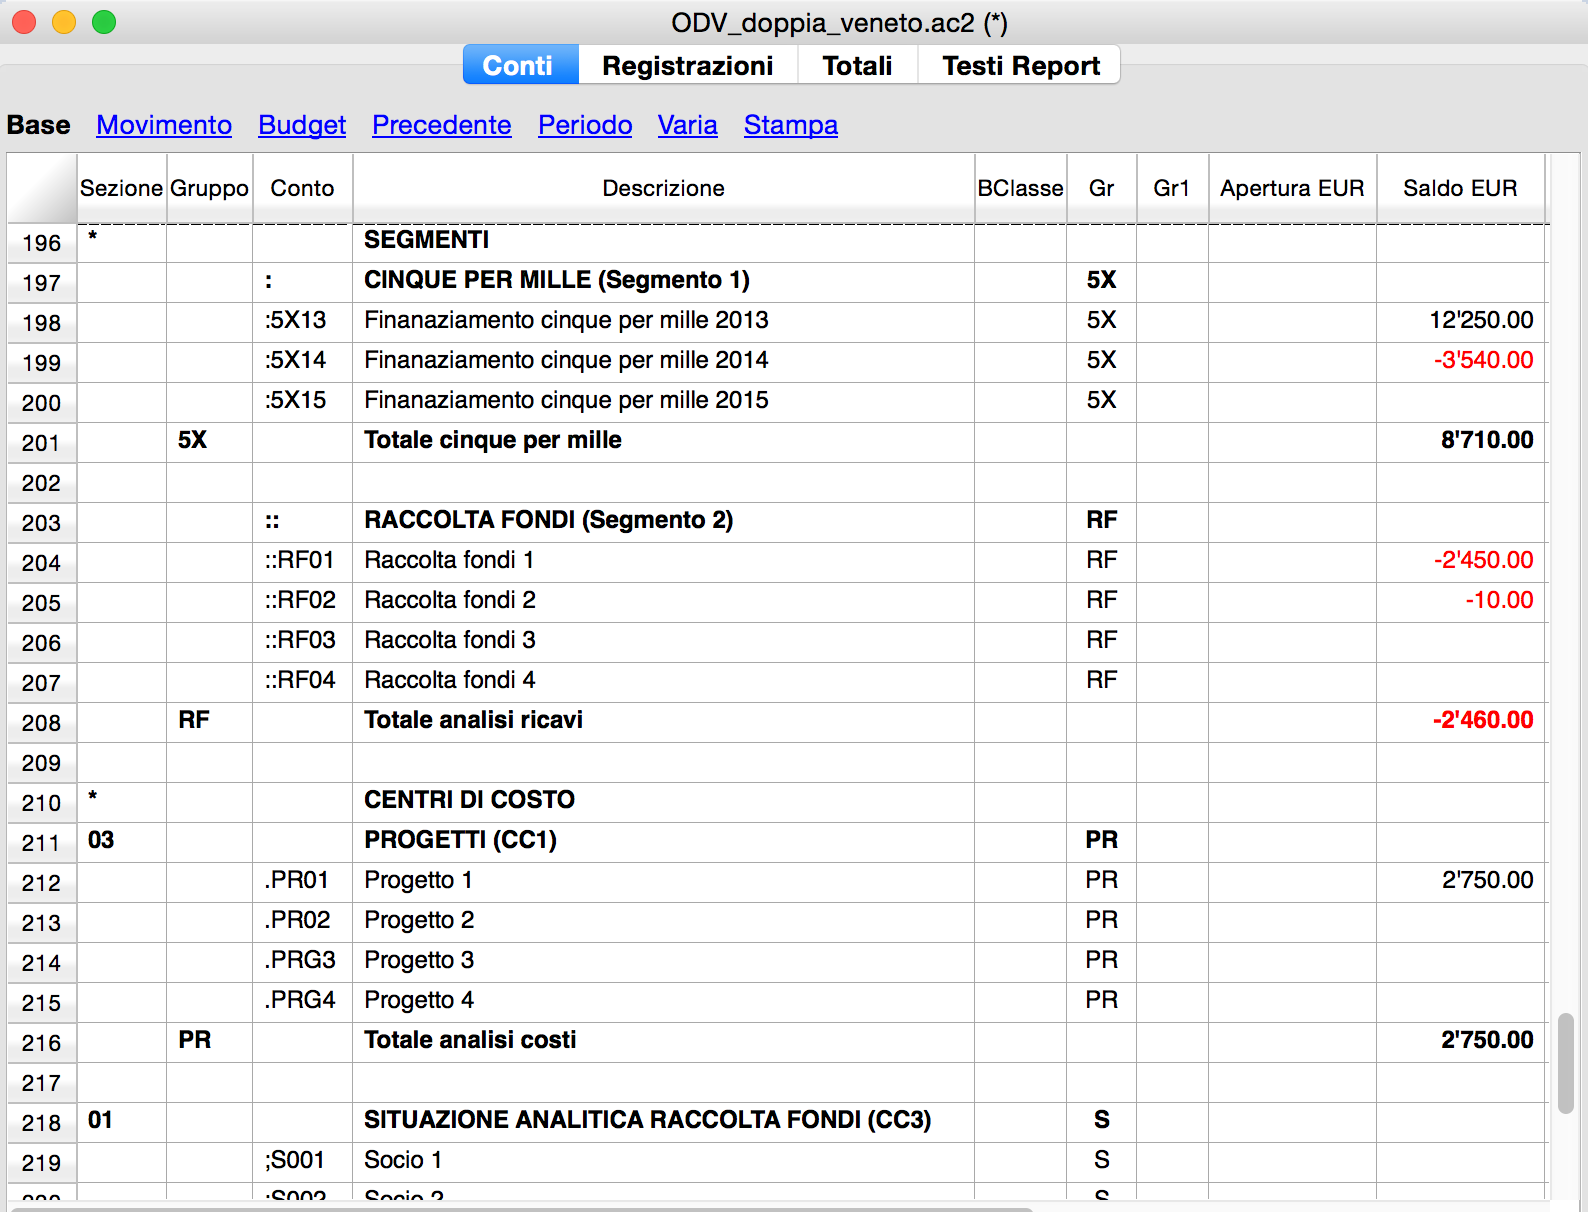 ODV_doppia_veneto.ac2 (*)
Conti Registrazioni Totali Testi Report
Base Movimento Budget Precedente Periodo Varia Stampa
Sezione Gruppo Conto Descrizione BClasse Gr Gr1 Apertura EUR Saldo EUR
196 * SEGMENTI
197 : CINQUE PER MILLE (Segmento 1) 5X
198 :5X13 Finanaziamento cinque per mille 2013 5X 12'250.00
199 :5X14 Finanaziamento cinque per mille 2014 5X -3'540.00
200 :5X15 Finanaziamento cinque per mille 2015 5X
201 5X Totale cinque per mille 8'710.00
202
203 :: RACCOLTA FONDI (Segmento 2) RF
204 ::RF01 Raccolta fondi 1 RF -2'450.00
205 ::RF02 Raccolta fondi 2 RF -10.00
206 ::RF03 Raccolta fondi 3 RF
207 ::RF04 Raccolta fondi 4 RF
208 RF Totale analisi ricavi -2'460.00
209
210 * CENTRI DI COSTO
211 03 PROGETTI (CC1) PR
212 .PR01 Progetto 1 PR 2'750.00
213 .PR02 Progetto 2 PR
214 .PRG3 Progetto 3 PR
215 .PRG4 Progetto 4 PR
216 PR Totale analisi costi 2'750.00
217
218 01 SITUAZIONE ANALITICA RACCOLTA FONDI (CC3) S
219 ;S001 Socio 1 S
220 ;S002 Socio 2 S